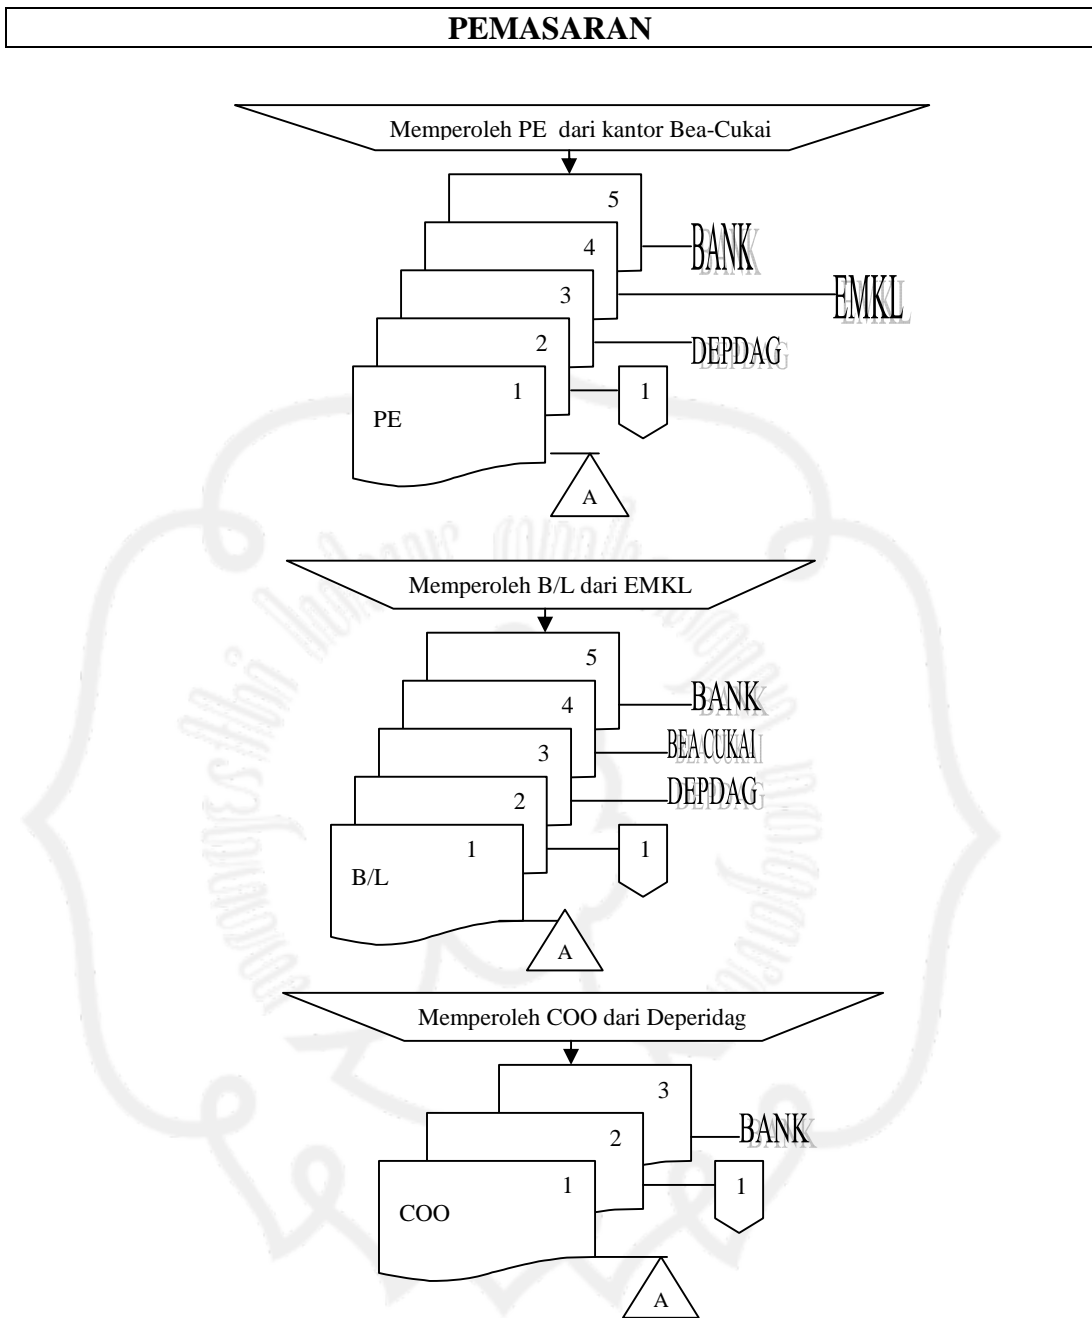 PEMASARAN
Memperoleh PE dari kantor Bea-Cukai
5
4
BANK
3
EMKL
2
DEPDAG
1
1
PE
A
Memperoleh B/L dari EMKL
5
4
BANK
3
BEA CUKAI
2
DEPDAG
1
1
B/L
A
Memperoleh COO dari Deperidag
3
2
BANK
1
1
COO
A